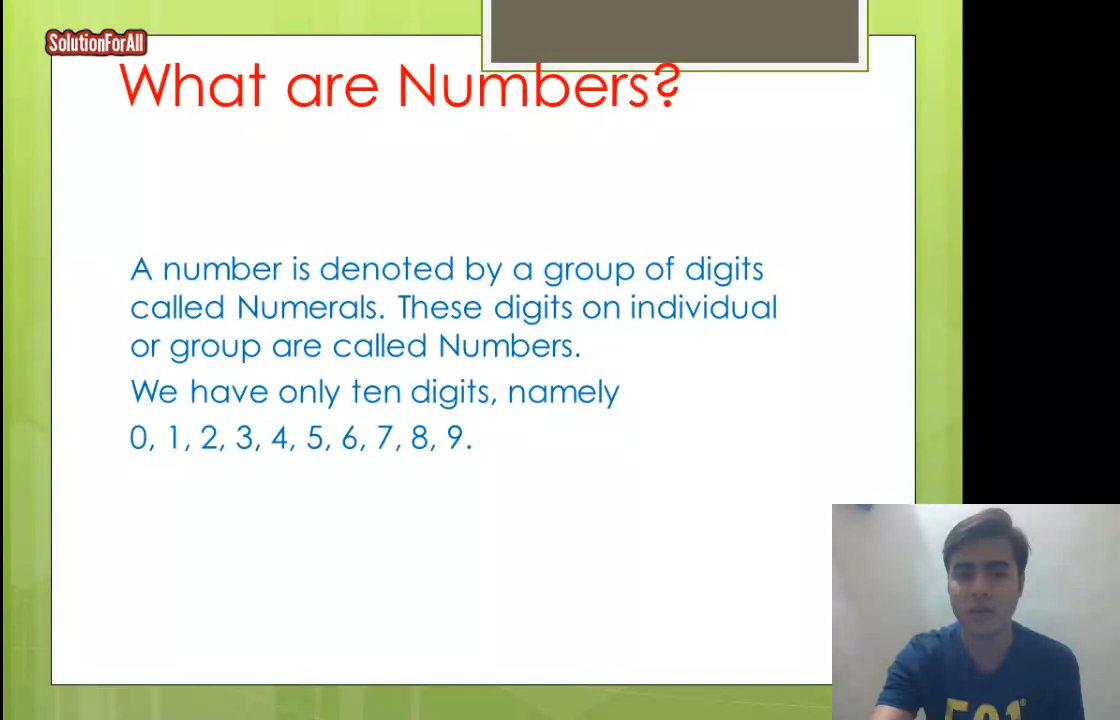 SolutionForAll
What are Numbers?
A number is denoted by a group of digits
called Numerals. These digits on individual
or group are called Numbers.
We have only ten digits, namely
0, 1, 2, 3, 4, 5, 6, 7, 8, 9.